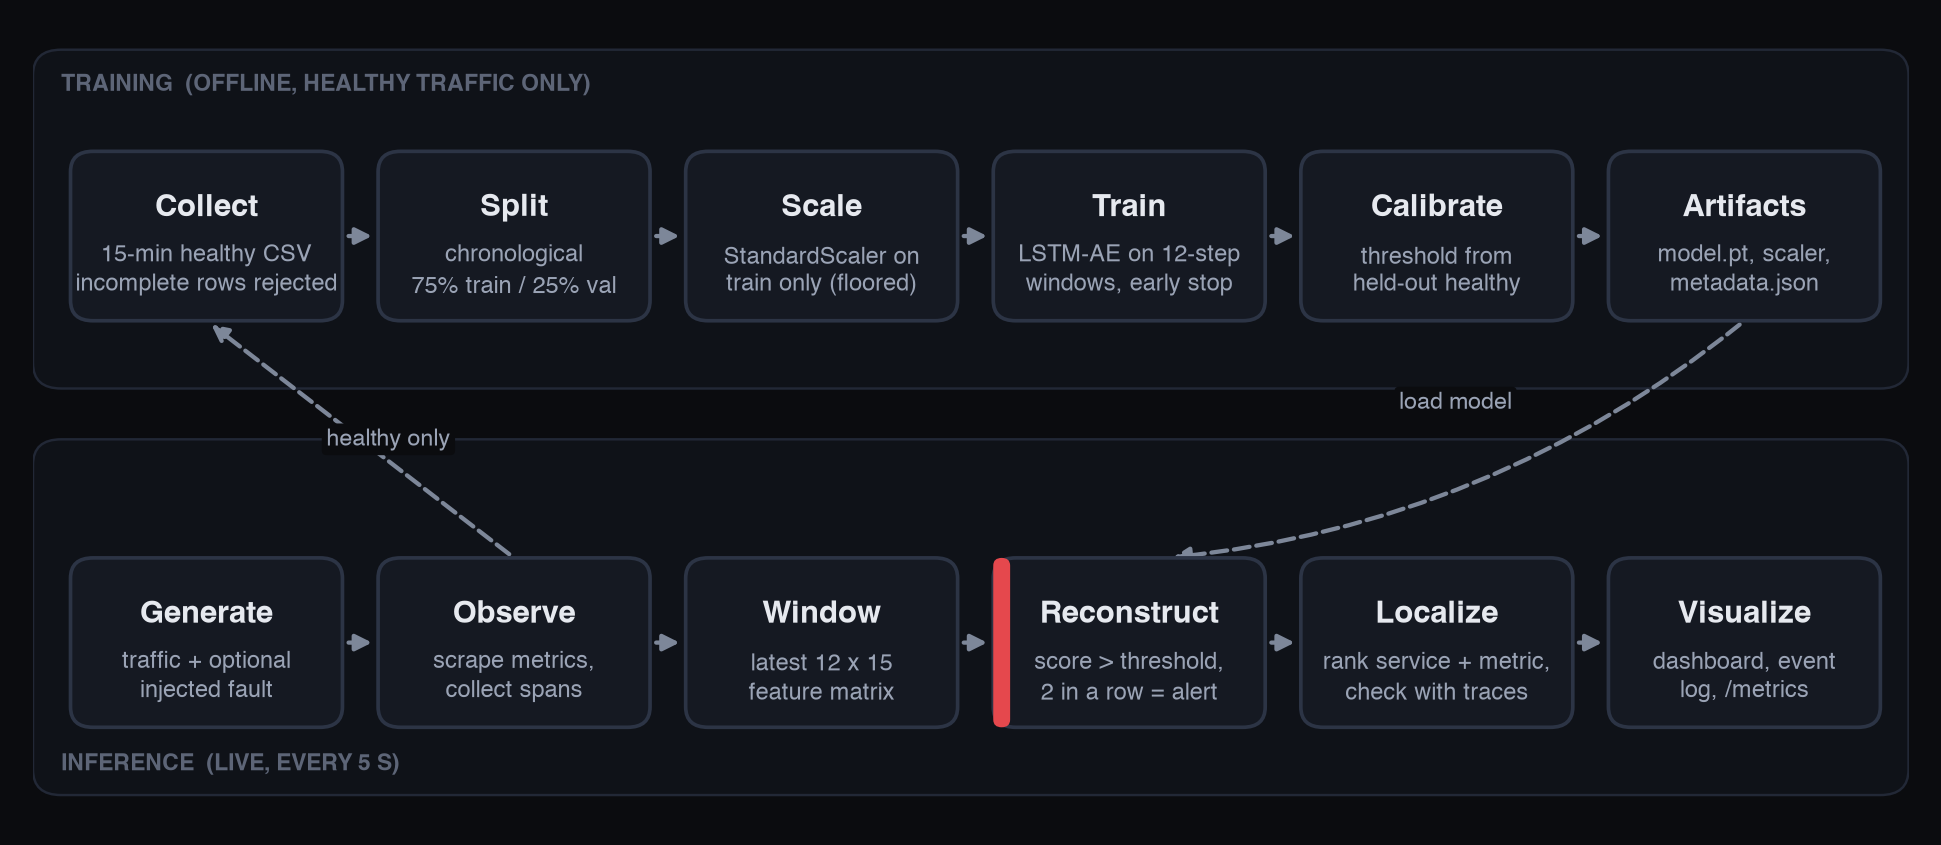 TRAINING (OFFLINE, HEALTHY TRAFFIC ONLY)
Collect
15-min healthy CSV
incomplete rows rejected
Split
chronological
75% train / 25% val
Scale
StandardScaler on
train only (floored)
Train
LSTM-AE on 12-step
windows, early stop
Calibrate
threshold from
held-out healthy
Artifacts
model.pt, scaler,
metadata.json
load model
healthy only
Generate
traffic + optional
injected fault
Observe
scrape metrics,
collect spans
Window
latest 12 x 15
feature matrix
Reconstruct
score > threshold,
2 in a row = alert
Localize
rank service + metric,
check with traces
Visualize
dashboard, event
log, /metrics
INFERENCE (LIVE, EVERY 5 S)